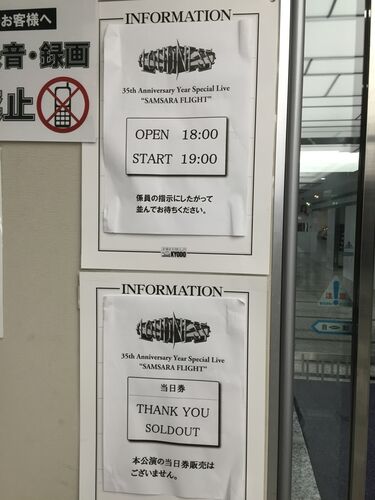 お客様へ
音・録画
止
INFORMATION
LOUDNESS
35th Anniversary Year Special Live
"SAMSARA FLIGHT"
OPEN 18:00
START 19:00
係員の指示にしたがって
並んでお待ちください。
KYODO
INFORMATION
LOUDNESS
35th Anniversary Year Special Live
"SAMSARA FLIGHT"
当日券
THANK YOU
SOLDOUT
本公演の当日券販売は
ございません。
注意
自動